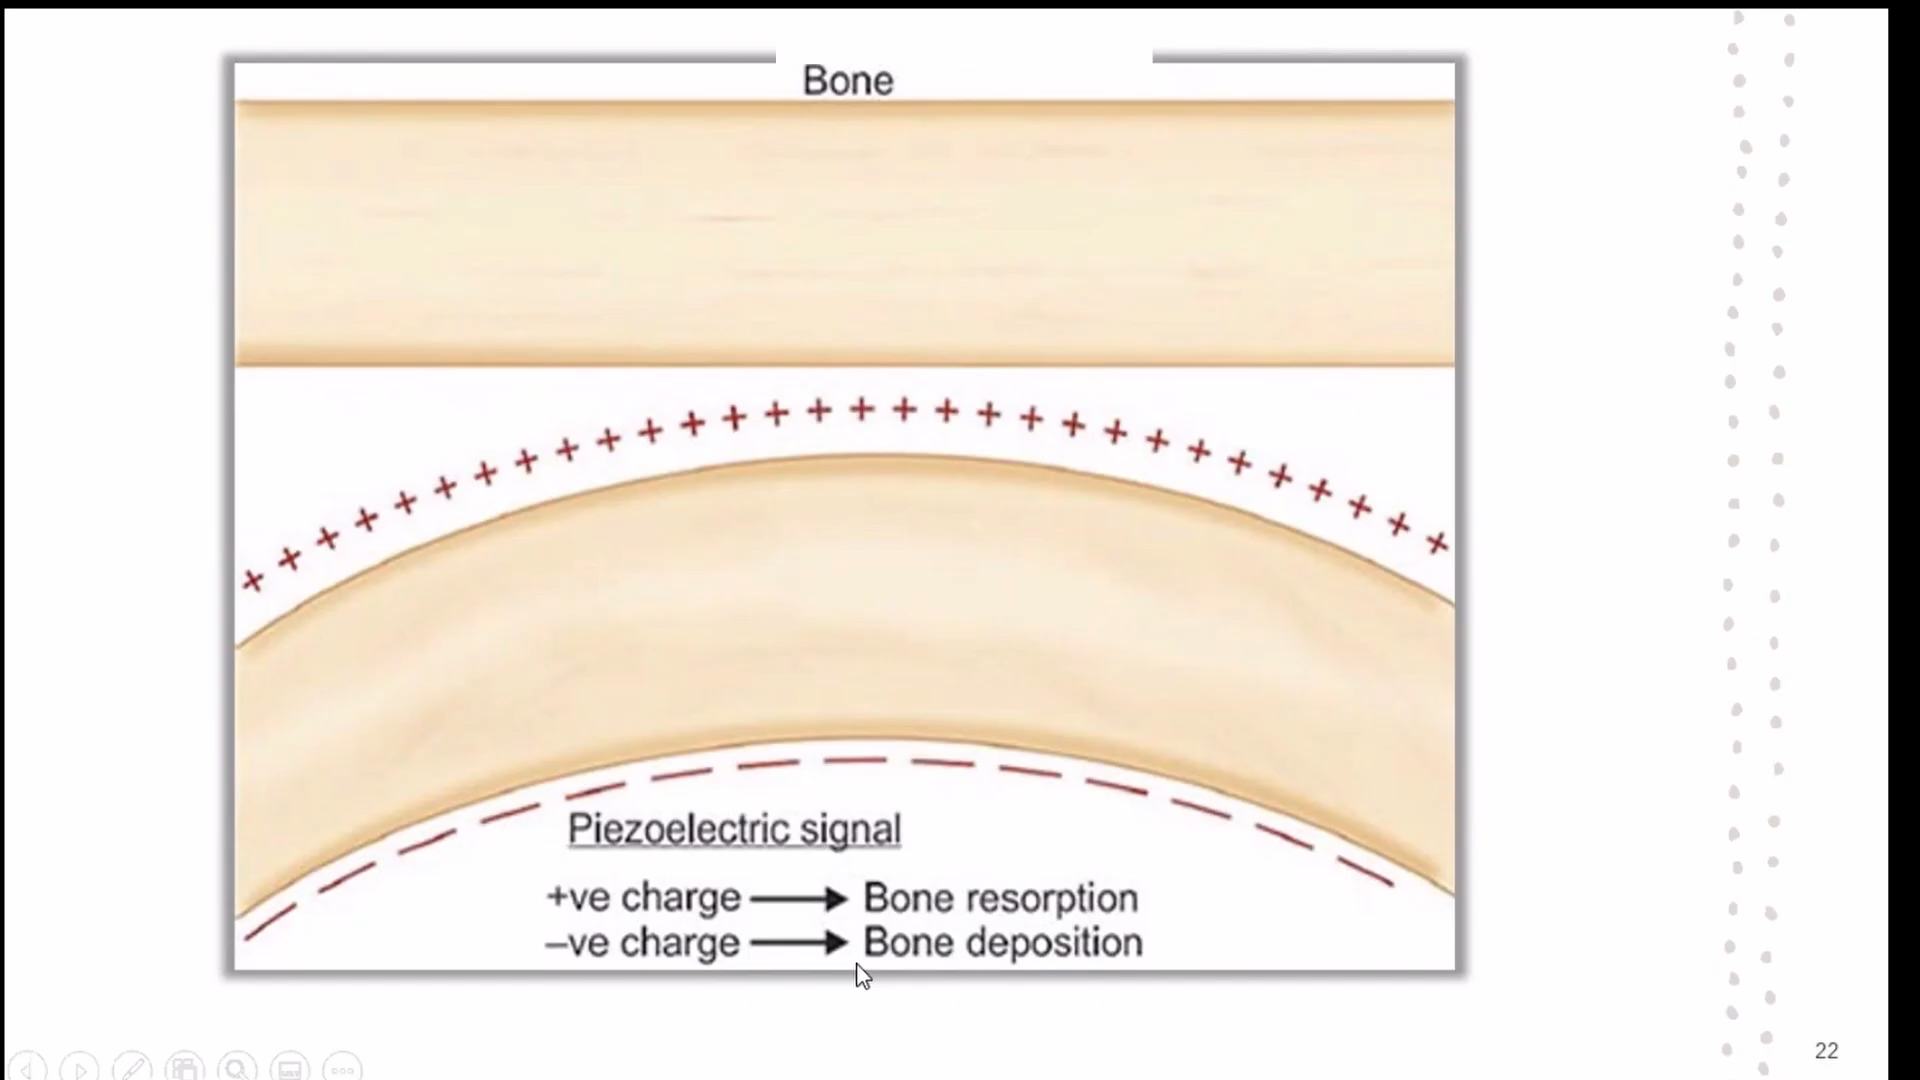 Bone
Piezoelectric signal
+ve charge → Bone resorption
–ve charge → Bone deposition
22